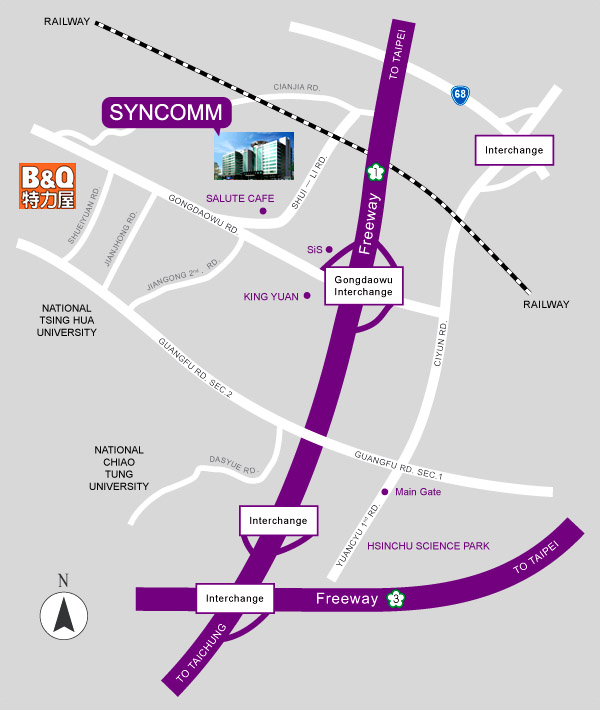 RAILWAY
TO TAIPEI
CIANJIA RD.
68
SYNCOMM
Interchange
B&Q
特力屋
SHUEIYUAN RD.
JIANJHONG RD.
SALUTE CAFE
SHUI — LI RD.
1
Freeway
GONGDAOWU RD
SiS
JIANGONG 2nd, RD.
Gongdaowu
Interchange
KING YUAN
RAILWAY
NATIONAL
TSING HUA
UNIVERSITY
CIYUN RD.
GUANGFU RD. SEC.2
NATIONAL
CHIAO
TUNG
UNIVERSITY
DASYUE RD
GUANGFU RD. SEC.1
Main Gate
YUANCYU 1st RD.
Interchange
HSINCHU SCIENCE PARK
TO TAIPEI
N
Interchange
Freeway 3
TO TAICHUNG